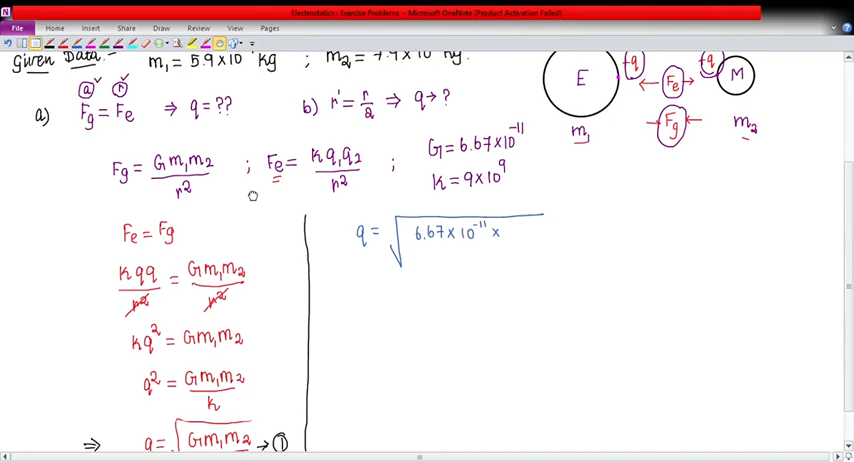 Electrostatics: Exercise Problems - Microsoft OneNote (Product Activation Failed)
File Home Insert Share Draw Review View
Given Data:-
m₁ = 5.9×10 kg ; m₂ = 7.4×10 kg.
+q +q
E Fe M
Fg
m₁ m₂
a r
a) Fg = Fe ⇒ q = ?? b) r' = r/2 ⇒ q → ?
Fg = Gm₁m₂/r² ; Fe = kq₁q₂/r² ; G = 6.67×10⁻¹¹
K = 9×10⁹
Fe = Fg
kqq/r² = Gm₁m₂/r²
kq² = Gm₁m₂
q² = Gm₁m₂/k
⇒ q = √Gm₁m₂ → ①
q = √6.67×10⁻¹¹ ×